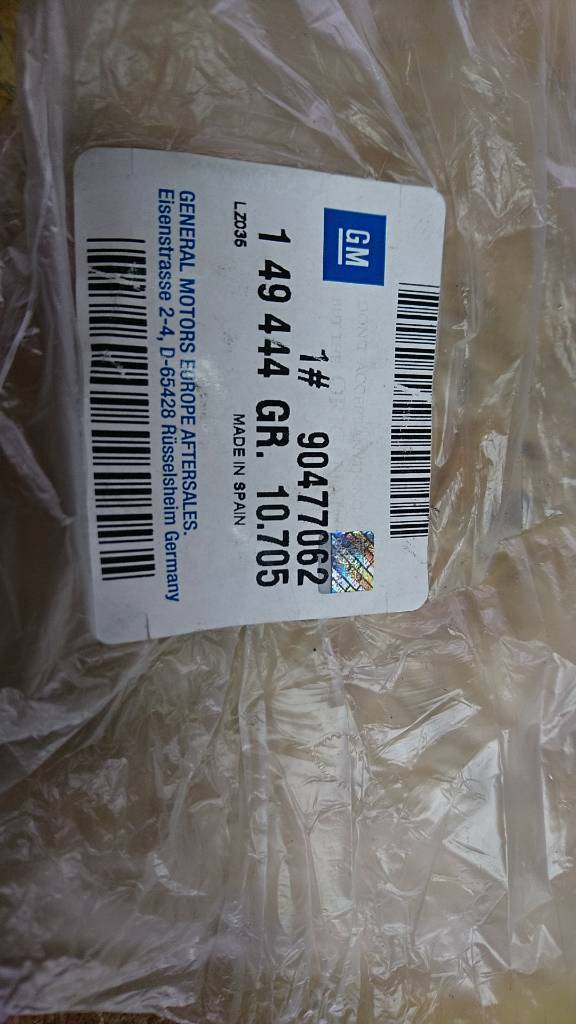 GM
1# 90477062
1 49 444 GR. 10.705
LZ036 MADE IN SPAIN
GENERAL MOTORS EUROPE AFTERSALES.
Eisenstrasse 2-4, D-65428 Rüsselsheim Germany